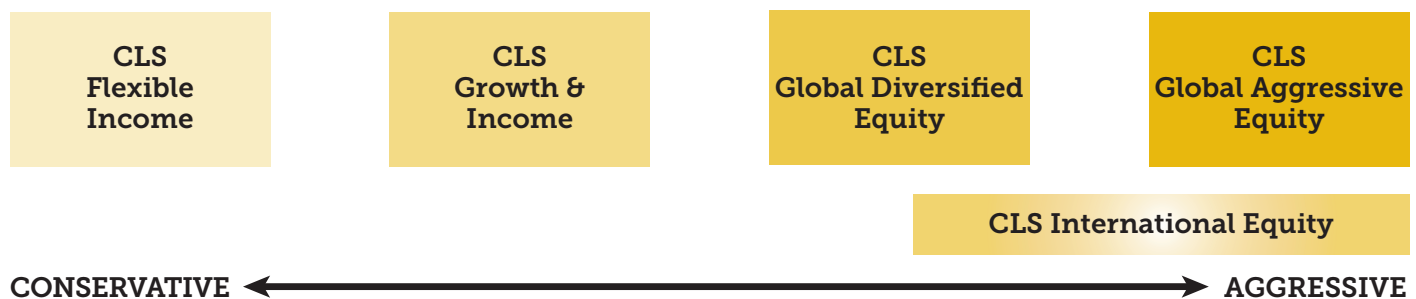 CLS
Flexible
Income
CLS
Growth &
Income
CLS
Global Diversified
Equity
CLS
Global Aggressive
Equity
CLS International Equity
CONSERVATIVE
AGGRESSIVE